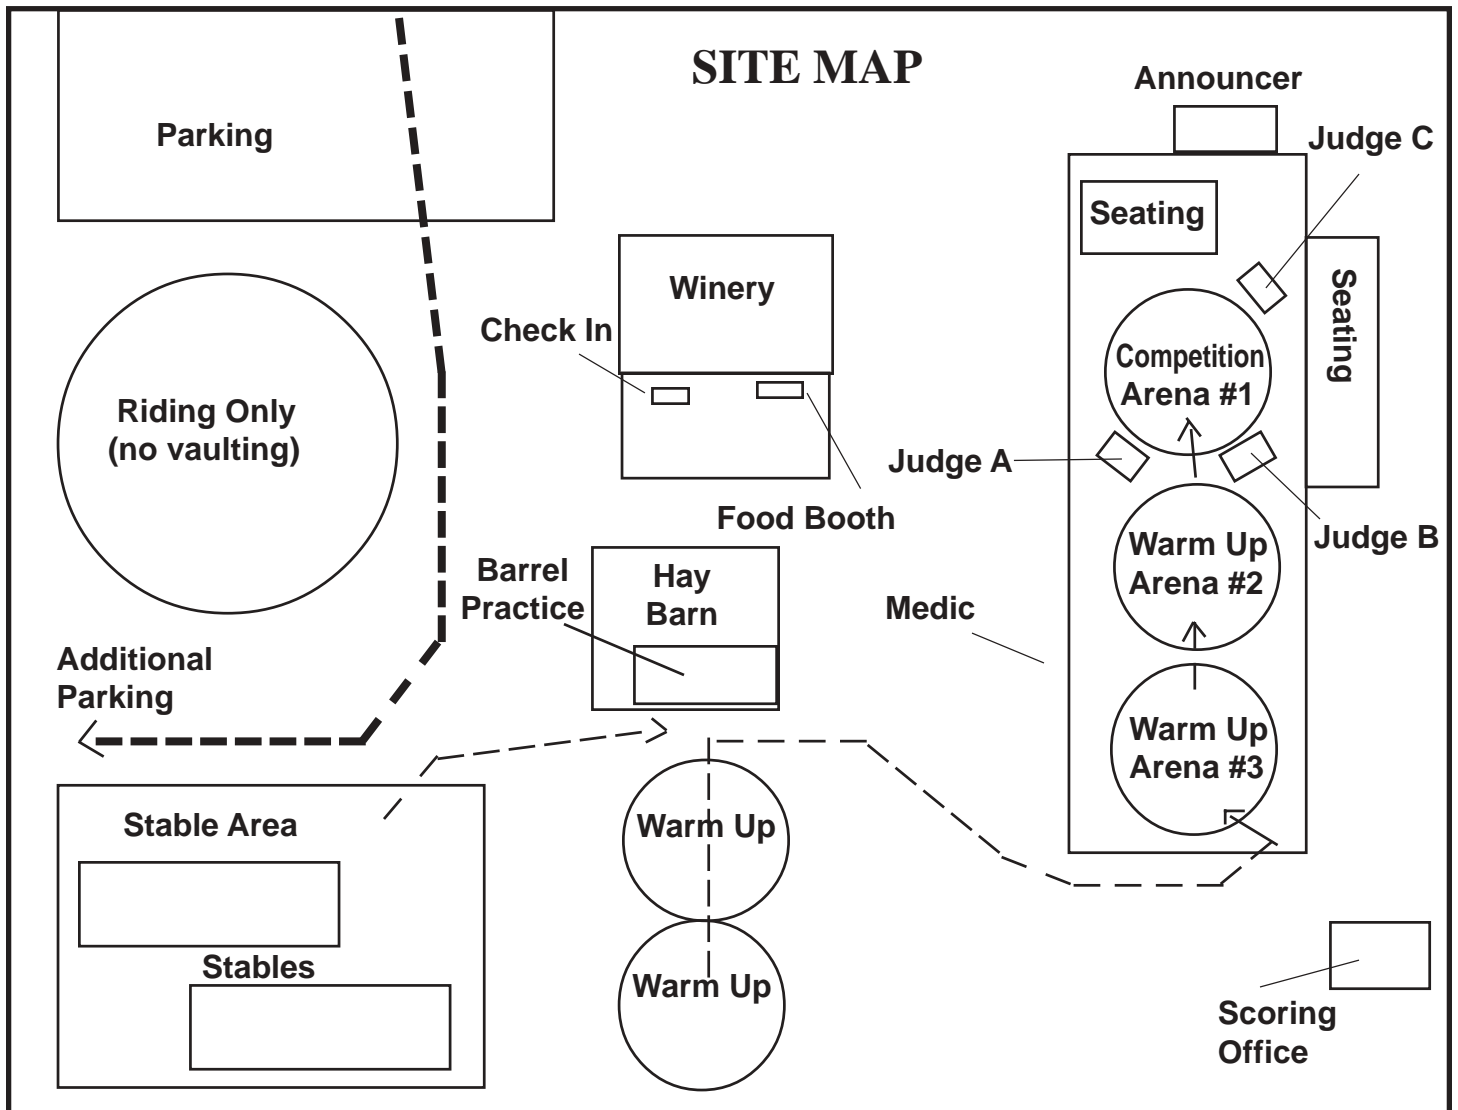 SITE MAP
Announcer
Judge C
Parking
Seating
Winery
Seating
Check In
Competition
Arena #1
Riding Only
(no vaulting)
Judge A
Food Booth
Judge B
Warm Up
Arena #2
Barrel
Practice
Hay
Barn
Medic
Additional
Parking
Warm Up
Arena #3
Stable Area
Warm Up
Stables
Warm Up
Scoring
Office